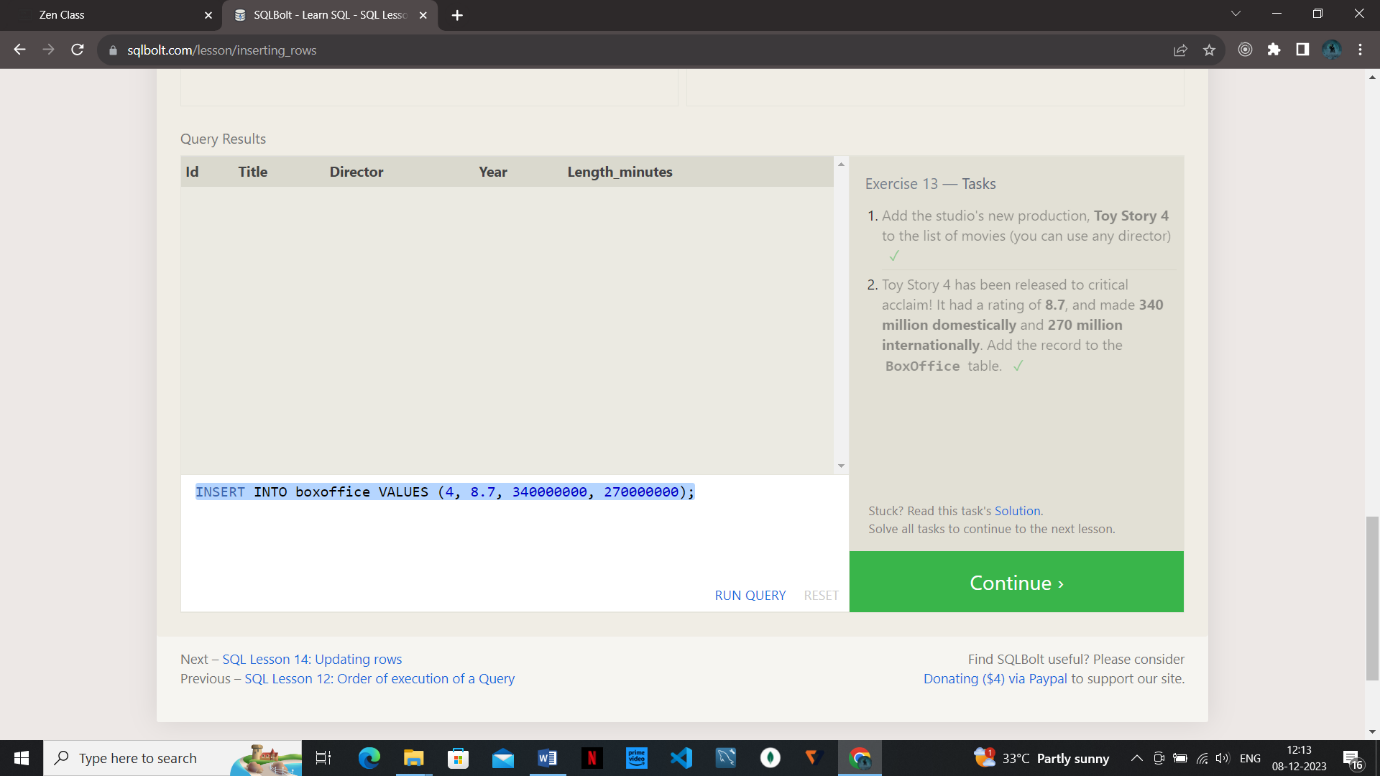 Zen Class
SQLBolt - Learn SQL - SQL Lesso
sqlbolt.com/lesson/inserting_rows
Query Results
Id Title Director Year Length_minutes
Exercise 13 — Tasks
1. Add the studio's new production, Toy Story 4
to the list of movies (you can use any director)
✓
2. Toy Story 4 has been released to critical
acclaim! It had a rating of 8.7, and made 340
million domestically and 270 million
internationally. Add the record to the
BoxOffice table. ✓
INSERT INTO boxoffice VALUES (4, 8.7, 340000000, 270000000);
Stuck? Read this task's Solution.
Solve all tasks to continue to the next lesson.
RUN QUERY RESET
Continue ›
Next – SQL Lesson 14: Updating rows
Previous – SQL Lesson 12: Order of execution of a Query
Find SQLBolt useful? Please consider
Donating ($4) via Paypal to support our site.
Type here to search
W
N
prime video
1
33°C Partly sunny
ENG
12:13
08-12-2023
16